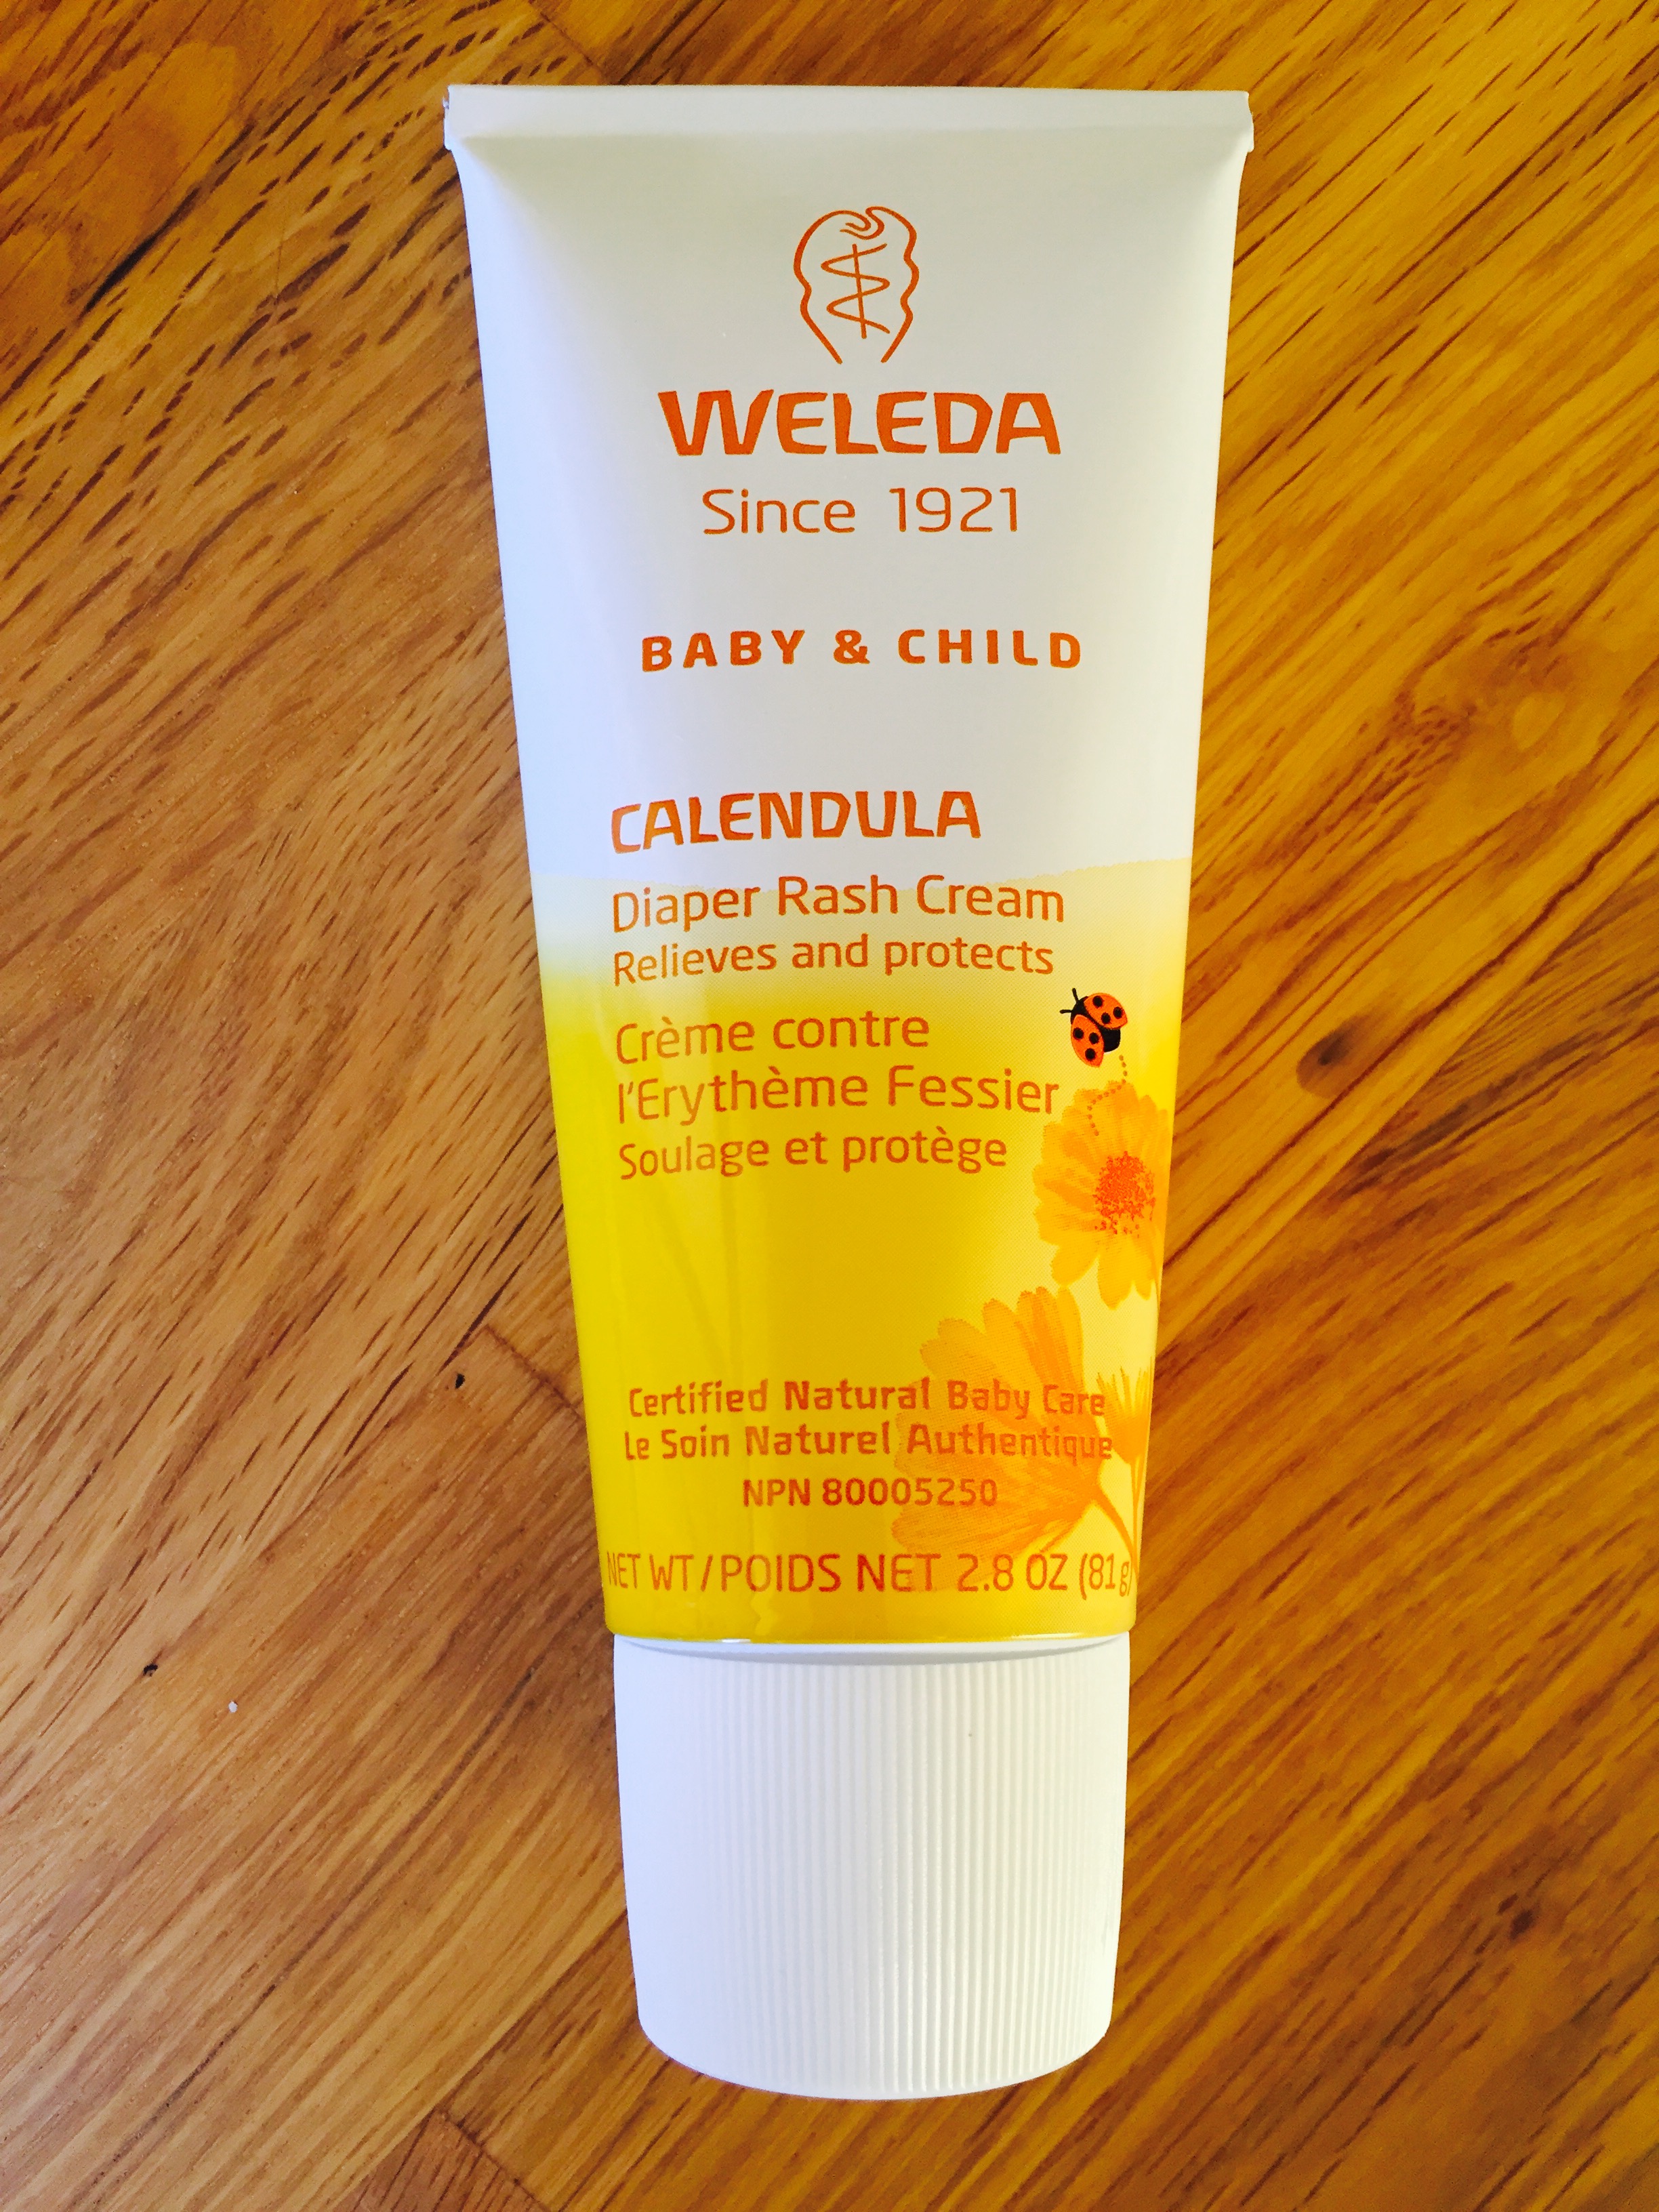 WELEDA
Since 1921
BABY & CHILD
CALENDULA
Diaper Rash Cream
Relieves and protects
Crème contre
l'Erythème Fessier
Soulage et protège
Certified Natural Baby Care
Le Soin Naturel Authentique
NPN 80005250
NET WT/POIDS NET 2.8 OZ (81g)